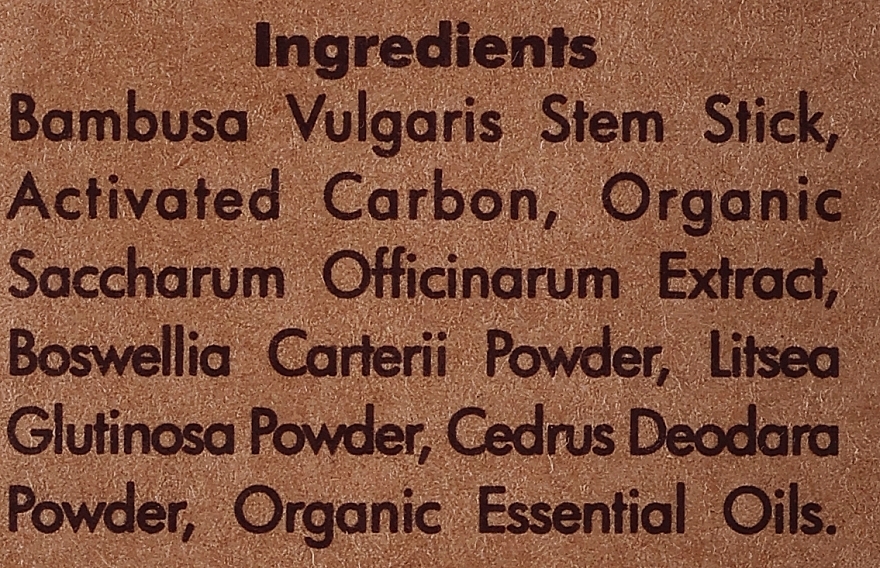 Ingredients
Bambusa Vulgaris Stem Stick,
Activated Carbon, Organic
Saccharum Officinarum Extract,
Boswellia Carterii Powder, Litsea
Glutinosa Powder, Cedrus Deodara
Powder, Organic Essential Oils.